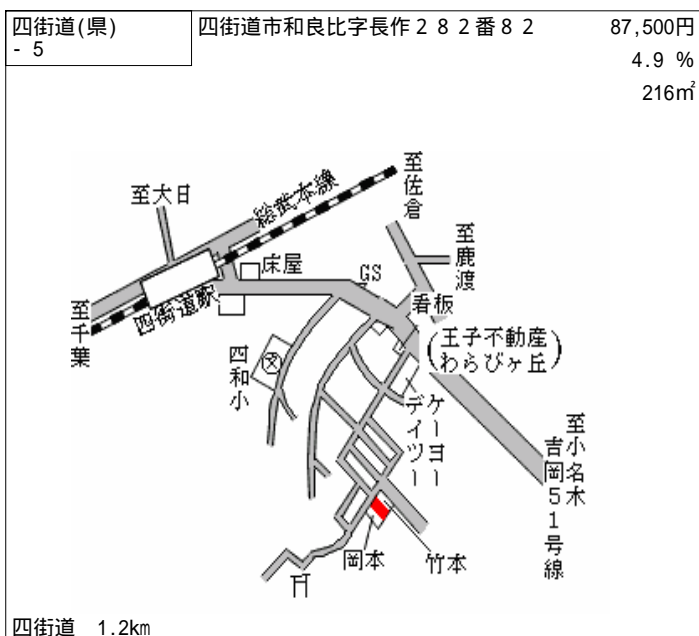 四街道(県)
- 5
四街道市和良比字長作２８２番８２
87,500円
4.9 %
216㎡
至大日
総武本線
至佐倉
至鹿渡
床屋
GS
看板
四街道駅
至千葉
四和小
文
(王子不動産
わらびヶ丘)
ケーヨー
デイツー
至小名木
吉岡51号線
岡本
竹本
四街道 1.2km